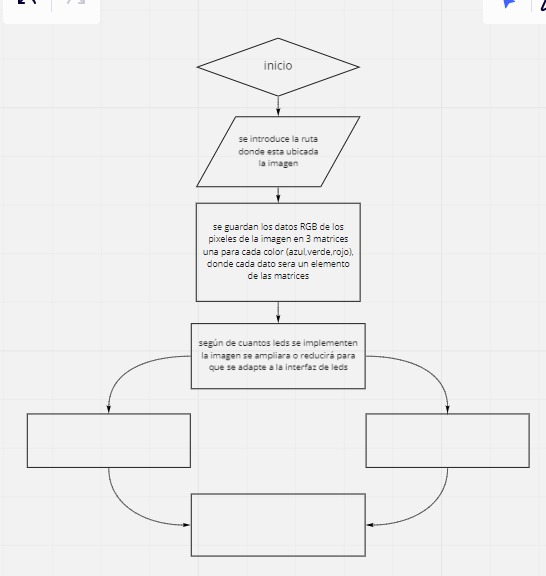 inicio
se introduce la ruta
donde esta ubicada
la imagen
se guardan los datos RGB de los
pixeles de la imagen en 3 matrices
una para cada color (azul,verde,rojo),
donde cada dato sera un elemento
de las matrices
según de cuantos leds se implementen
la imagen se ampliara o reducirá para
que se adapte a la interfaz de leds